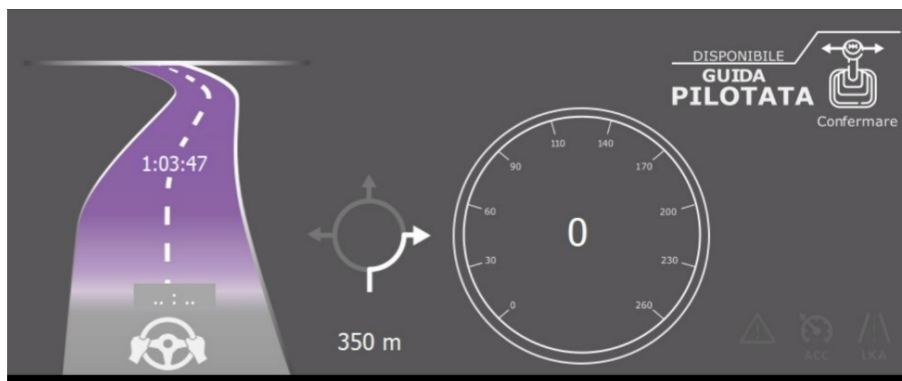 DISPONIBILE
GUIDA
PILOTATA
Confermare
1:03:47
.. : ..
350 m
0
30
60
90
110
140
170
200
230
260
0
ACC
LKA